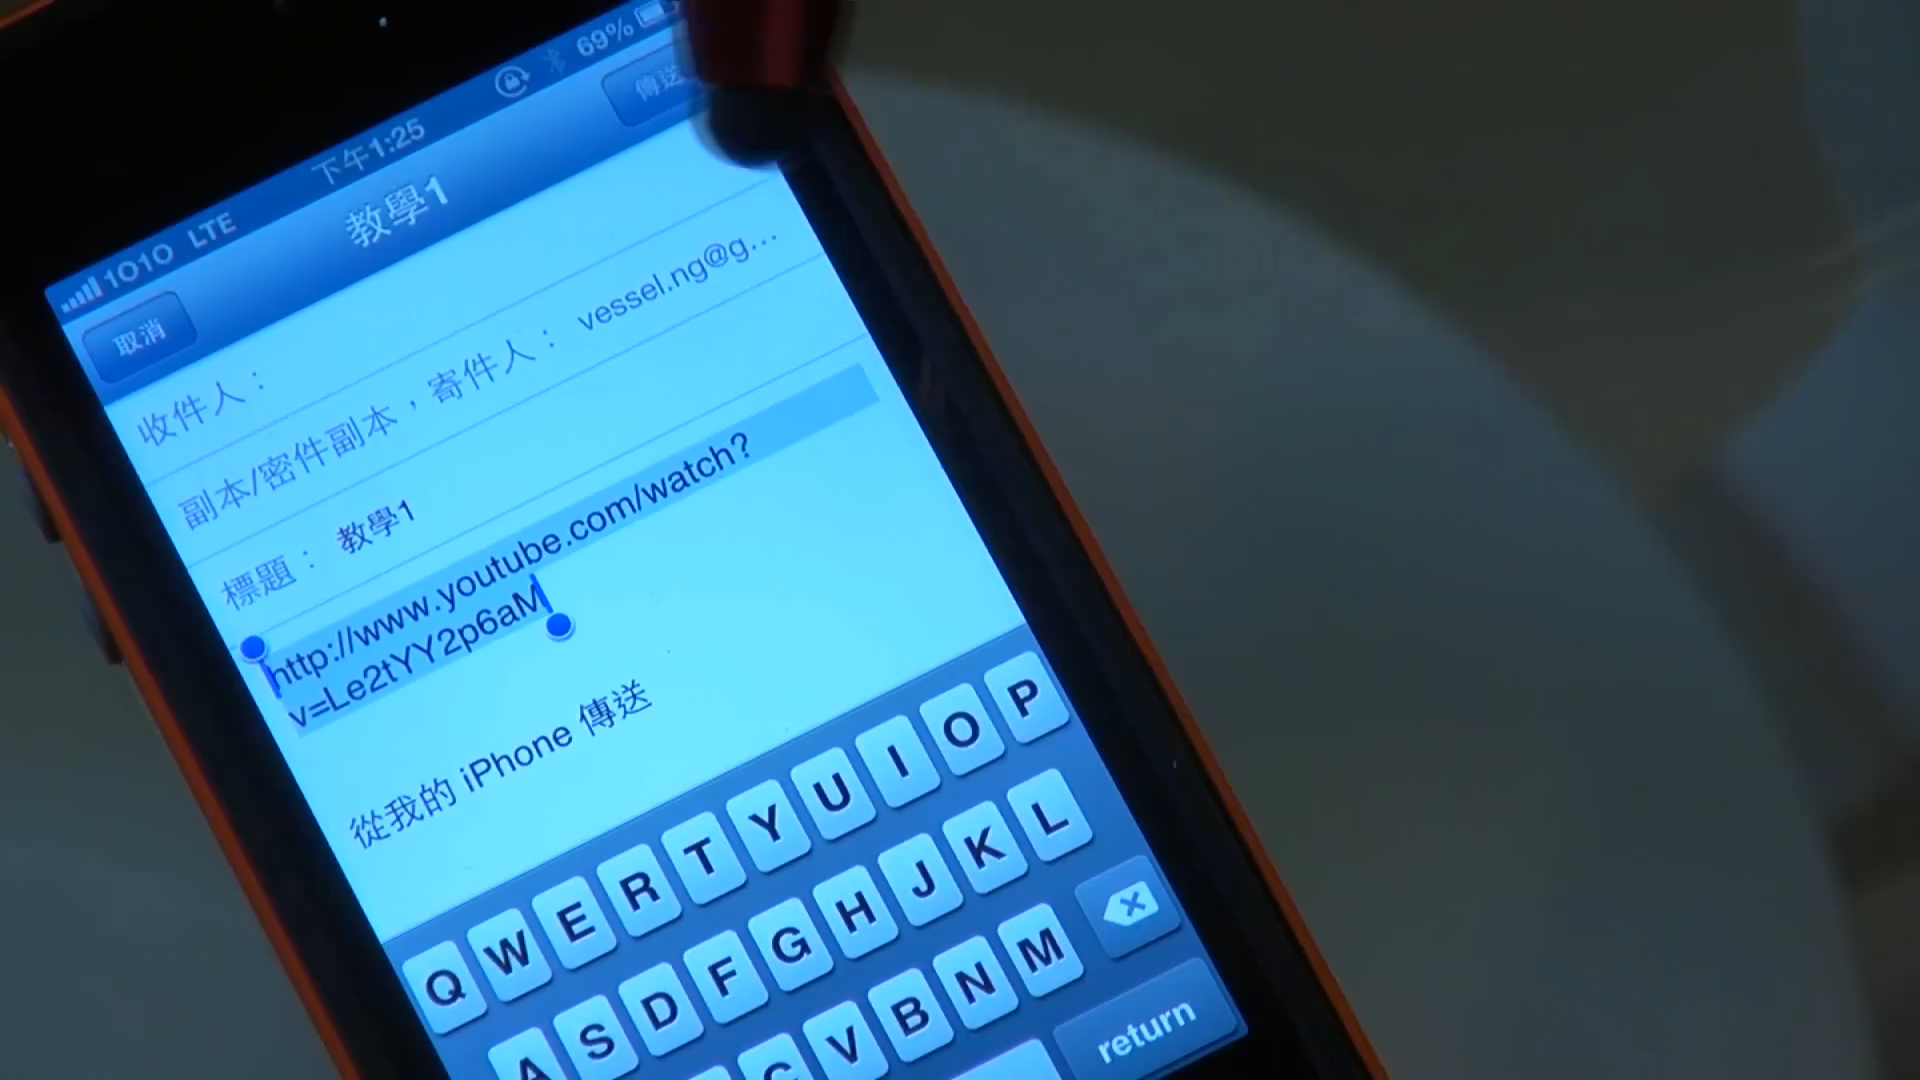 1O1O LTE 下午1:25 69%
取消 教學1 傳送
收件人：
副本/密件副本，寄件人： vessel.ng@g...
標題： 教學1
http://www.youtube.com/watch?
v=Le2tYY2p6aM
從我的 iPhone 傳送
Q W E R T Y U I O P
A S D F G H J K L
C V B N M
return